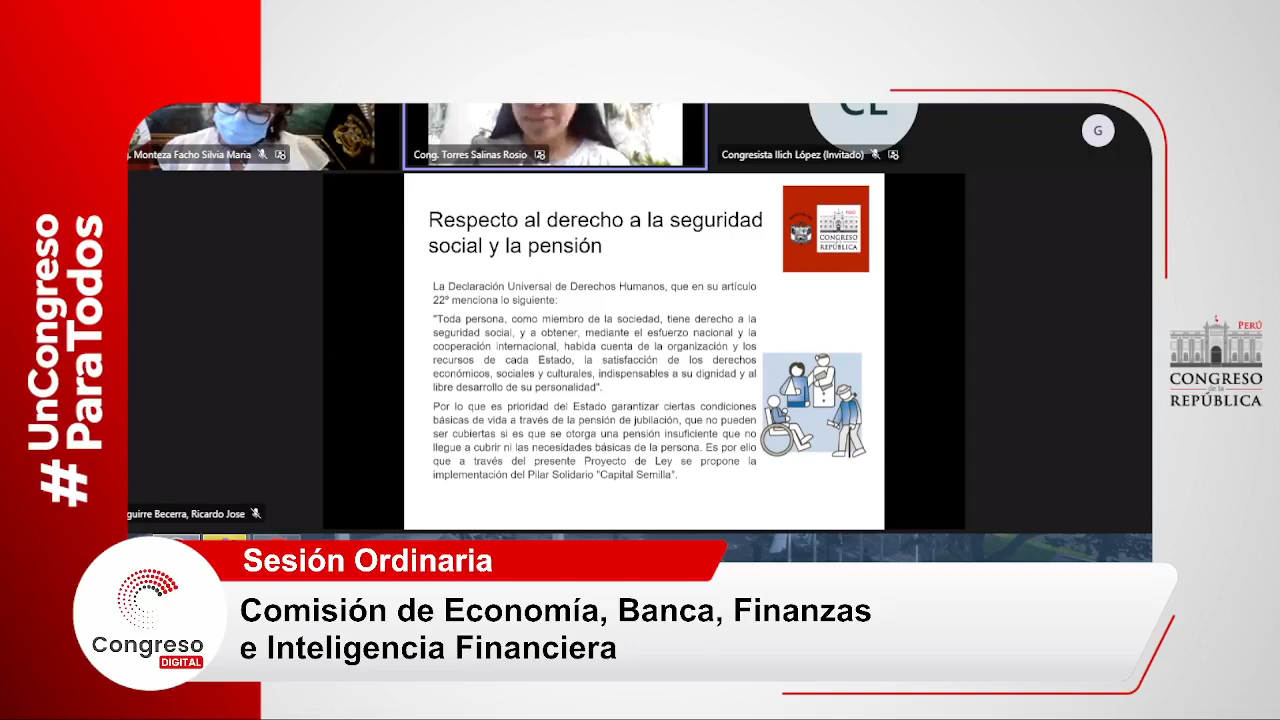 #UnCongreso
ParaTodos
. Monteza Facho Silvia Maria
Cong. Torres Salinas Rosio
CL
Congresista Ilich López (Invitado)
G
Respecto al derecho a la seguridad
social y la pensión
PERÚ
CONGRESO
REPÚBLICA
La Declaración Universal de Derechos Humanos, que en su artículo
22º menciona lo siguiente:
"Toda persona, como miembro de la sociedad, tiene derecho a la
seguridad social, y a obtener, mediante el esfuerzo nacional y la
cooperación internacional, habida cuenta de la organización y los
recursos de cada Estado, la satisfacción de los derechos
económicos, sociales y culturales, indispensables a su dignidad y al
libre desarrollo de su personalidad".
Por lo que es prioridad del Estado garantizar ciertas condiciones
básicas de vida a través de la pensión de jubilación, que no pueden
ser cubiertas si es que se otorga una pensión insuficiente que no
llegue a cubrir ni las necesidades básicas de la persona. Es por ello
que a través del presente Proyecto de Ley se propone la
implementación del Pilar Solidario "Capital Semilla".
guirre Becerra, Ricardo Jose
PERÚ
CONGRESO
de la
REPÚBLICA
Sesión Ordinaria
Comisión de Economía, Banca, Finanzas
e Inteligencia Financiera
Congreso
DIGITAL